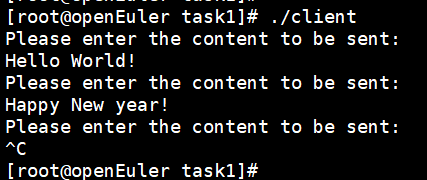 [root@openEuler task1]# ./client
Please enter the content to be sent:
Hello World!
Please enter the content to be sent:
Happy New year!
Please enter the content to be sent:
^C
[root@openEuler task1]#